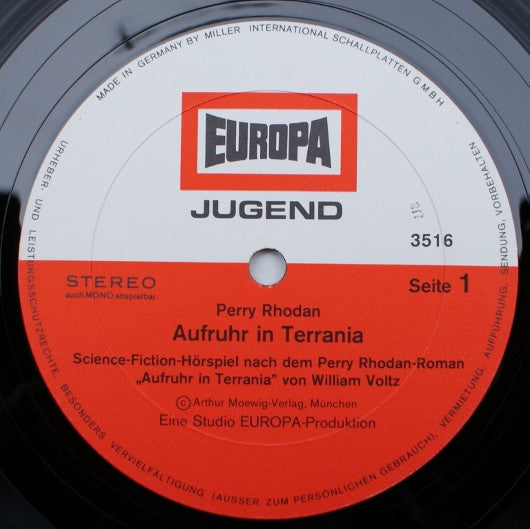 MADE IN GERMANY BY MILLER INTERNATIONAL SCHALLPLATTEN G.M.B.H.
EUROPA
JUGEND
3516
STEREO
auch MONO abspielbar
Seite 1
Perry Rhodan
Aufruhr in Terrania
Science-Fiction-Hörspiel nach dem Perry Rhodan-Roman
„Aufruhr in Terrania" von William Voltz
© Arthur Moewig-Verlag, München
Eine Studio EUROPA-Produktion
URHEBER- UND LEISTUNGSSCHUTZRECHTE, BESONDERS VERVIELFÄLTIGUNG (AUSSER ZUM PERSÖNLICHEN GEBRAUCH), VERMIETUNG, AUFFÜHRUNG, SENDUNG, VORBEHALTEN